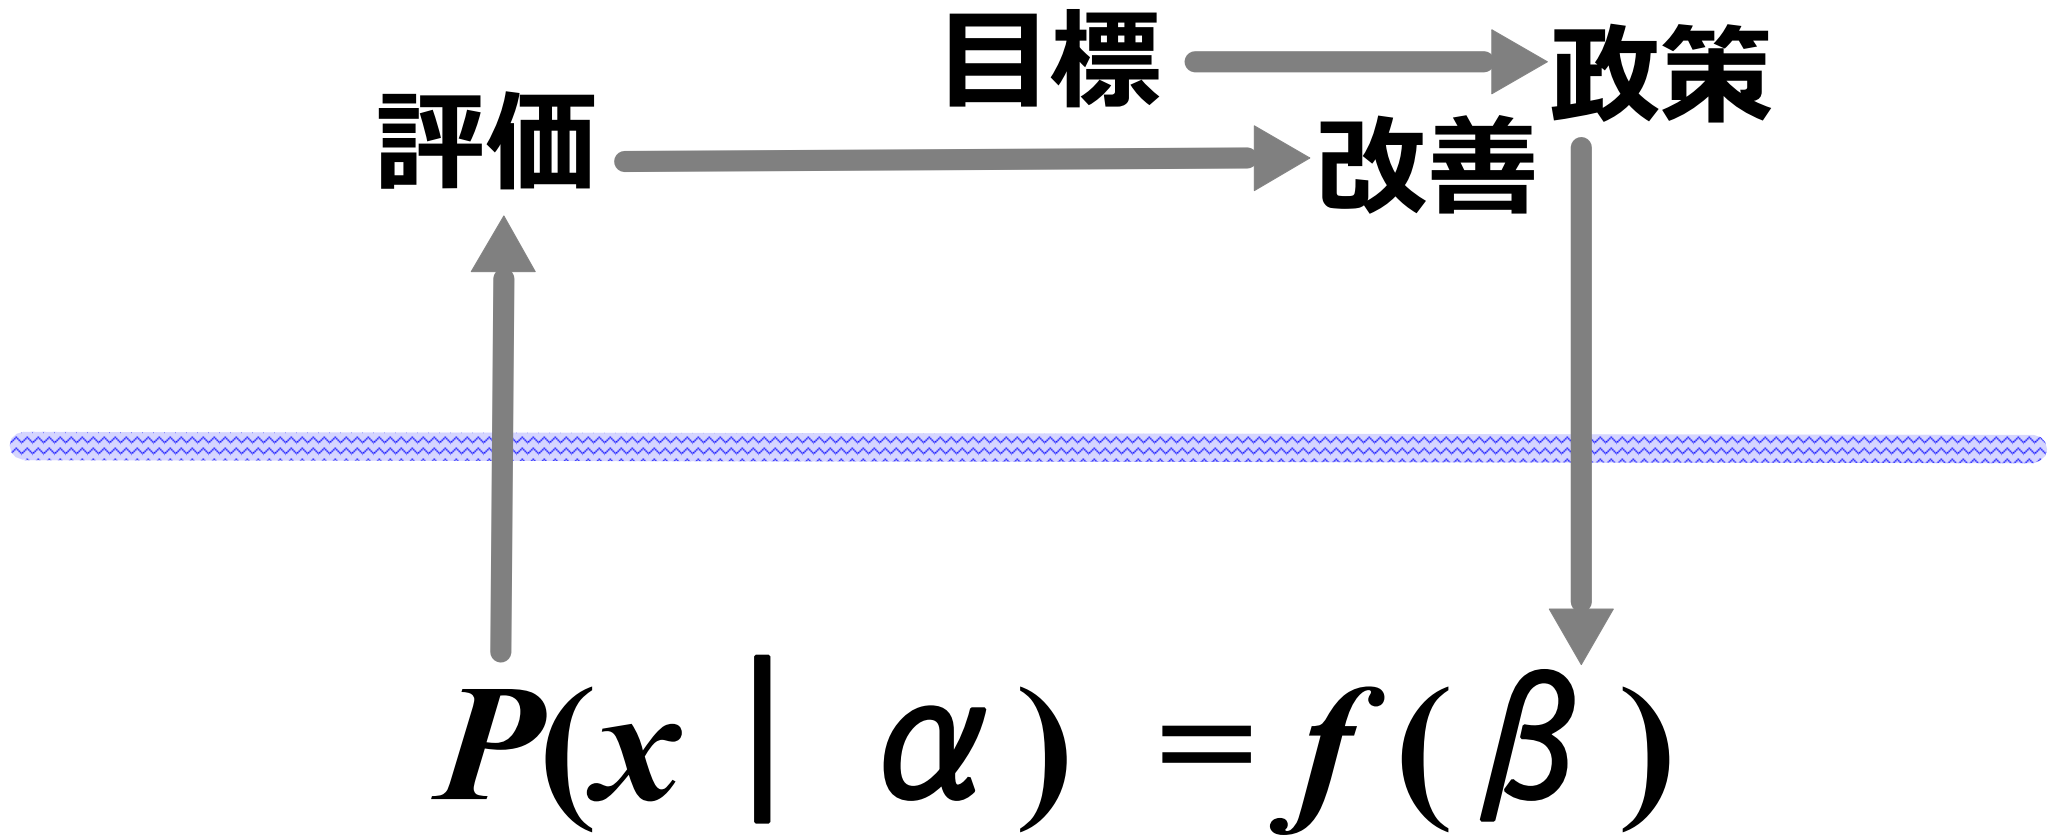 目標 政策
評価 改善
P(x | α) = f(β)